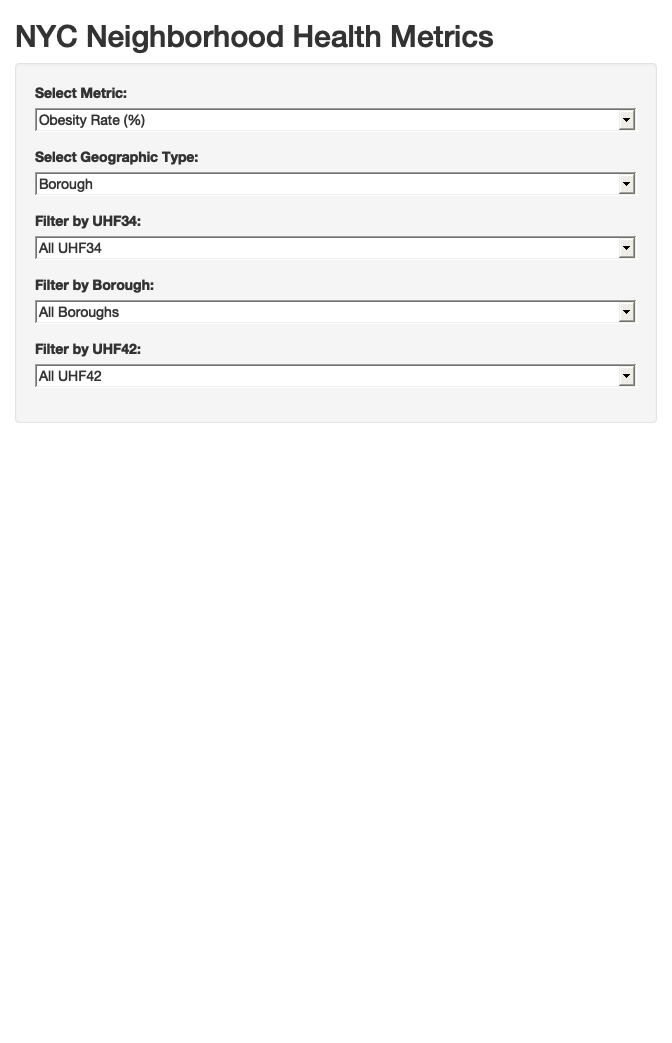 NYC Neighborhood Health Metrics
Select Metric:
Obesity Rate (%)
Select Geographic Type:
Borough
Filter by UHF34:
All UHF34
Filter by Borough:
All Boroughs
Filter by UHF42:
All UHF42